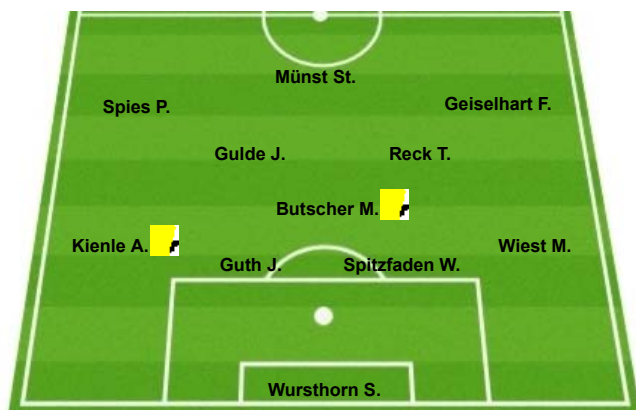 Münst St.
Spies P.
Geiselhart F.
Gulde J.
Reck T.
Butscher M.
Kienle A.
Wiest M.
Guth J.
Spitzfaden W.
Wursthorn S.